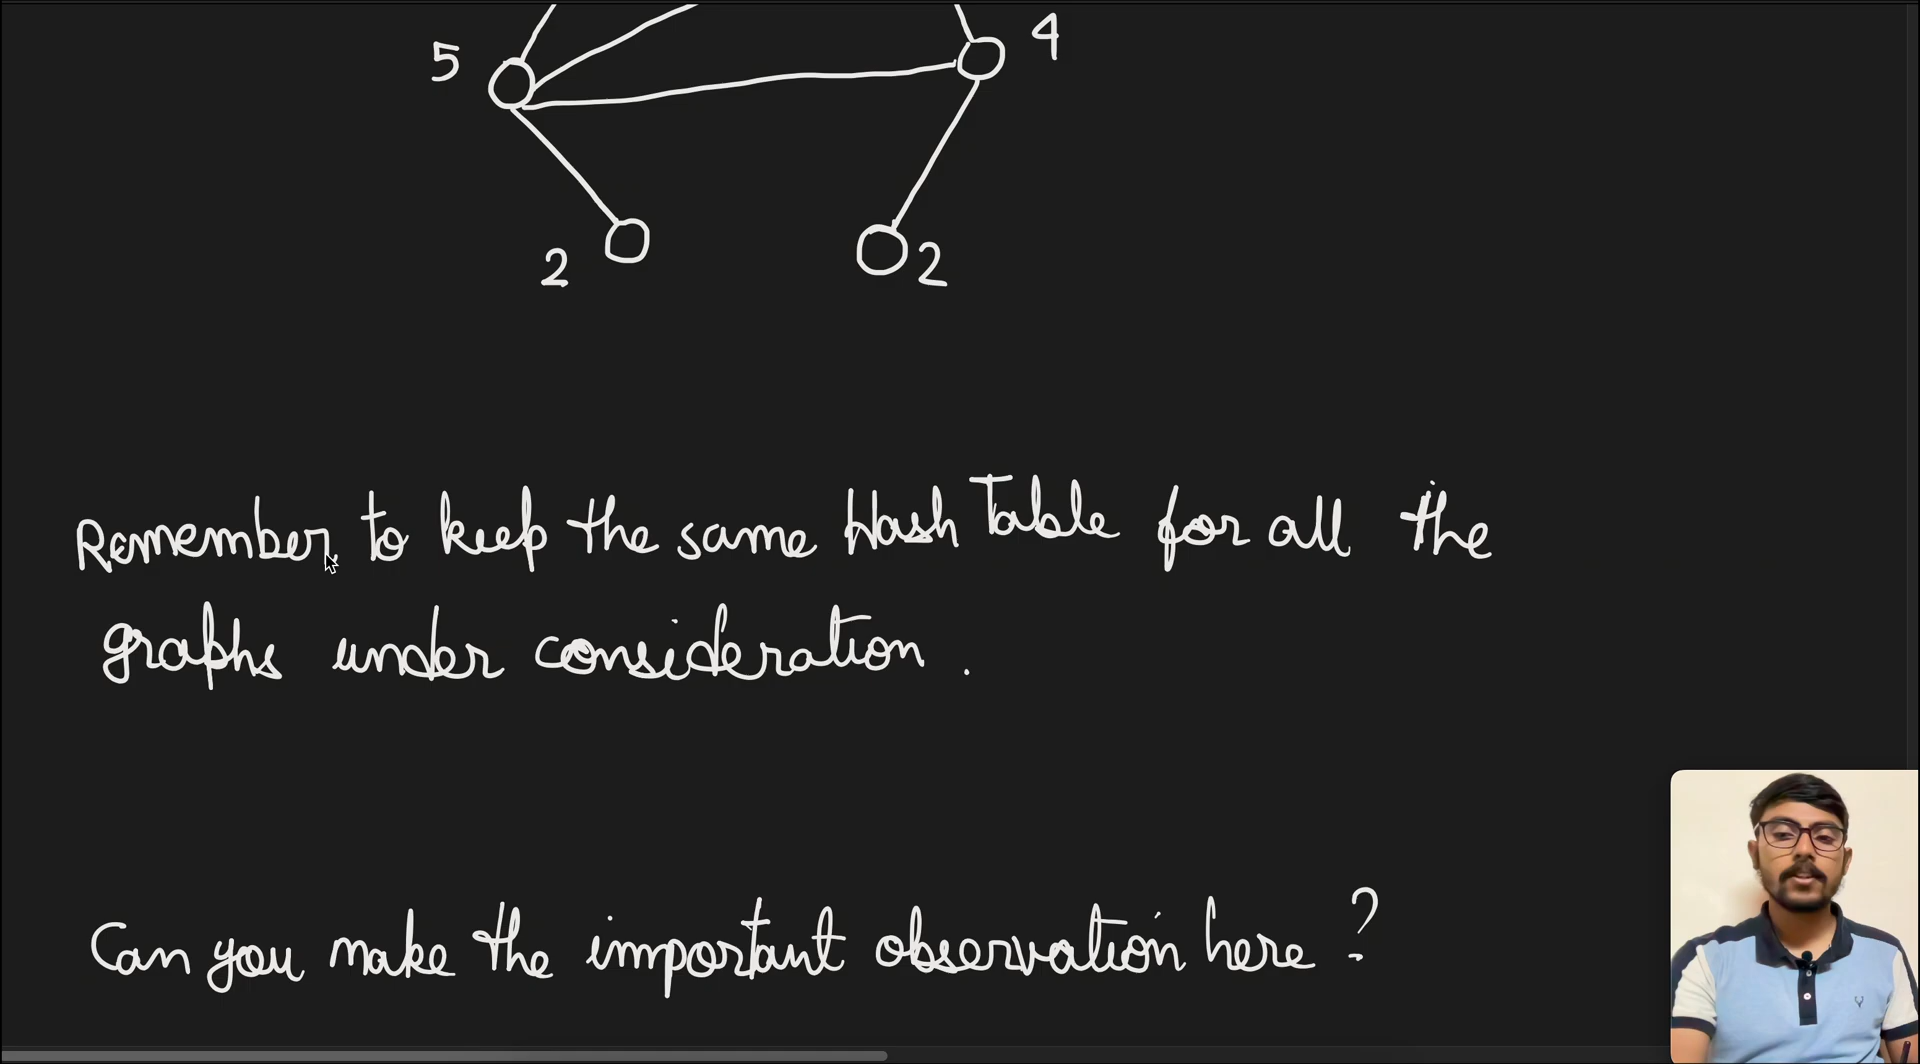 5
4
2
2
Remember to keep the same Hash Table for all the
graphs under consideration.
Can you make the important observation here?